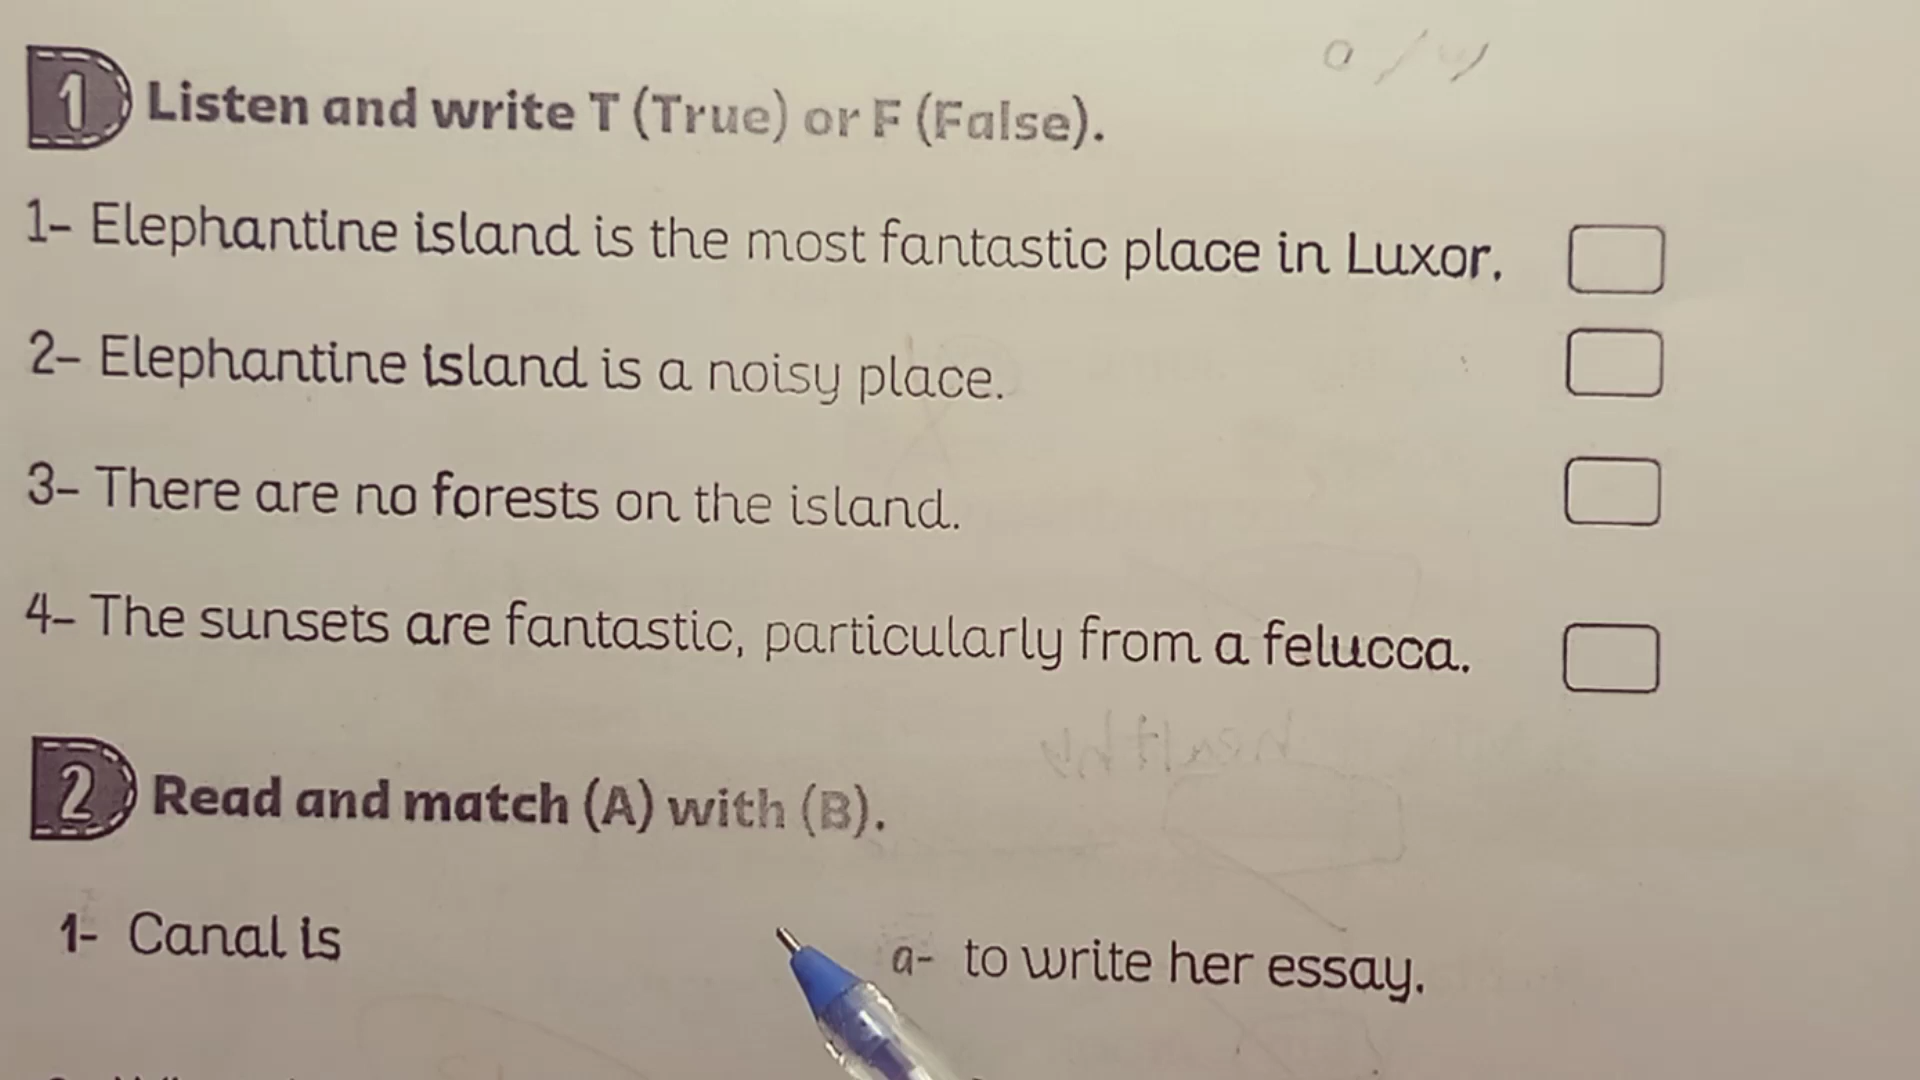 1 Listen and write T (True) or F (False).
1- Elephantine island is the most fantastic place in Luxor.
2- Elephantine island is a noisy place.
3- There are no forests on the island.
4- The sunsets are fantastic, particularly from a felucca.
2 Read and match (A) with (B).
1- Canal is
a- to write her essay.